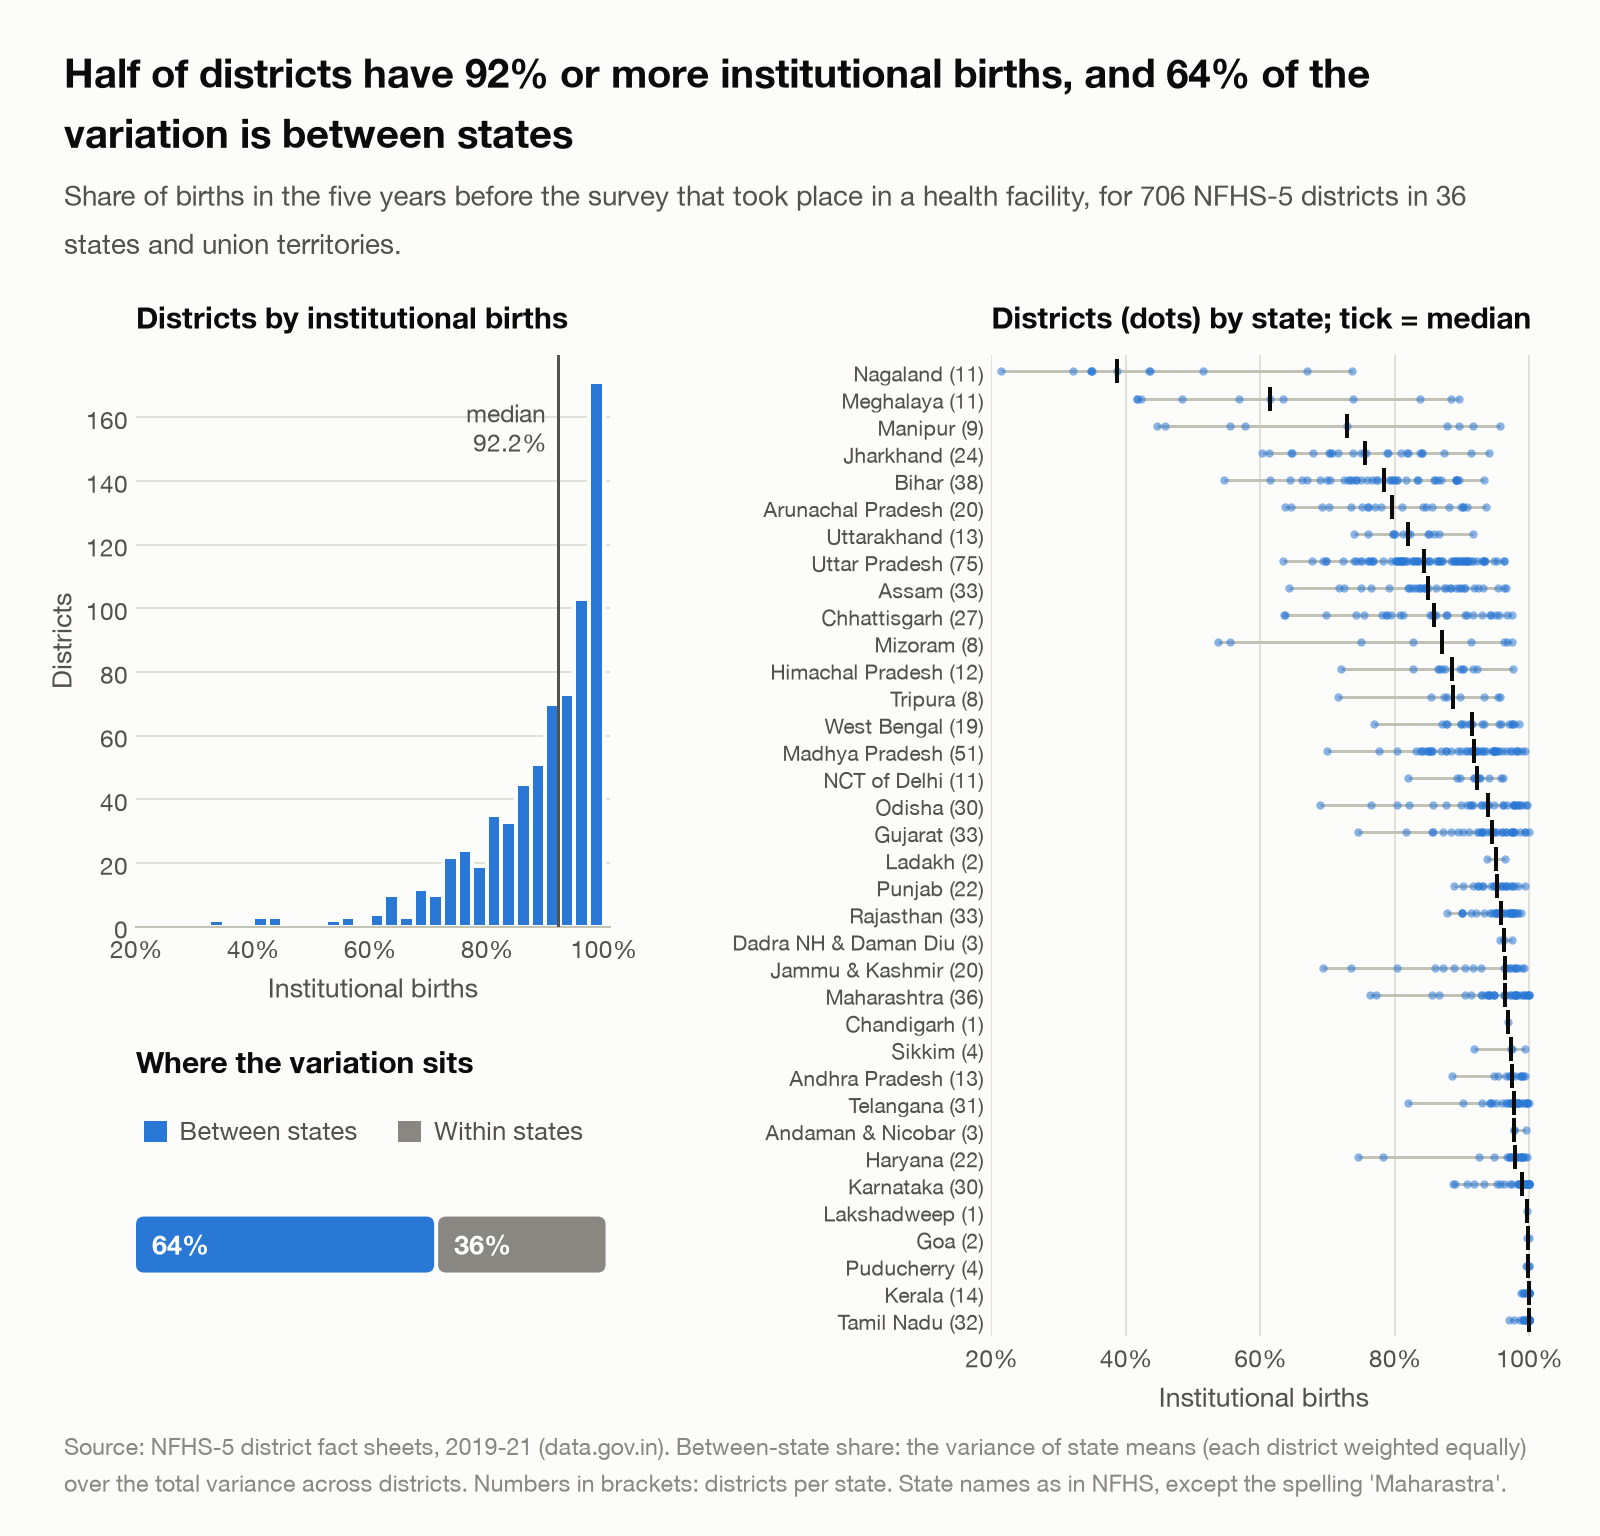 Half of districts have 92% or more institutional births, and 64% of the
variation is between states
Share of births in the five years before the survey that took place in a health facility, for 706 NFHS-5 districts in 36
states and union territories.
Districts by institutional births
median
92.2%
160
140
120
100
80
60
40
20
0
Districts
20% 40% 60% 80% 100%
Institutional births
Where the variation sits
Between states Within states
64% 36%
Districts (dots) by state; tick = median
Nagaland (11)
Meghalaya (11)
Manipur (9)
Jharkhand (24)
Bihar (38)
Arunachal Pradesh (20)
Uttarakhand (13)
Uttar Pradesh (75)
Assam (33)
Chhattisgarh (27)
Mizoram (8)
Himachal Pradesh (12)
Tripura (8)
West Bengal (19)
Madhya Pradesh (51)
NCT of Delhi (11)
Odisha (30)
Gujarat (33)
Ladakh (2)
Punjab (22)
Rajasthan (33)
Dadra NH & Daman Diu (3)
Jammu & Kashmir (20)
Maharashtra (36)
Chandigarh (1)
Sikkim (4)
Andhra Pradesh (13)
Telangana (31)
Andaman & Nicobar (3)
Haryana (22)
Karnataka (30)
Lakshadweep (1)
Goa (2)
Puducherry (4)
Kerala (14)
Tamil Nadu (32)
20% 40% 60% 80% 100%
Institutional births
Source: NFHS-5 district fact sheets, 2019-21 (data.gov.in). Between-state share: the variance of state means (each district weighted equally)
over the total variance across districts. Numbers in brackets: districts per state. State names as in NFHS, except the spelling 'Maharastra'.